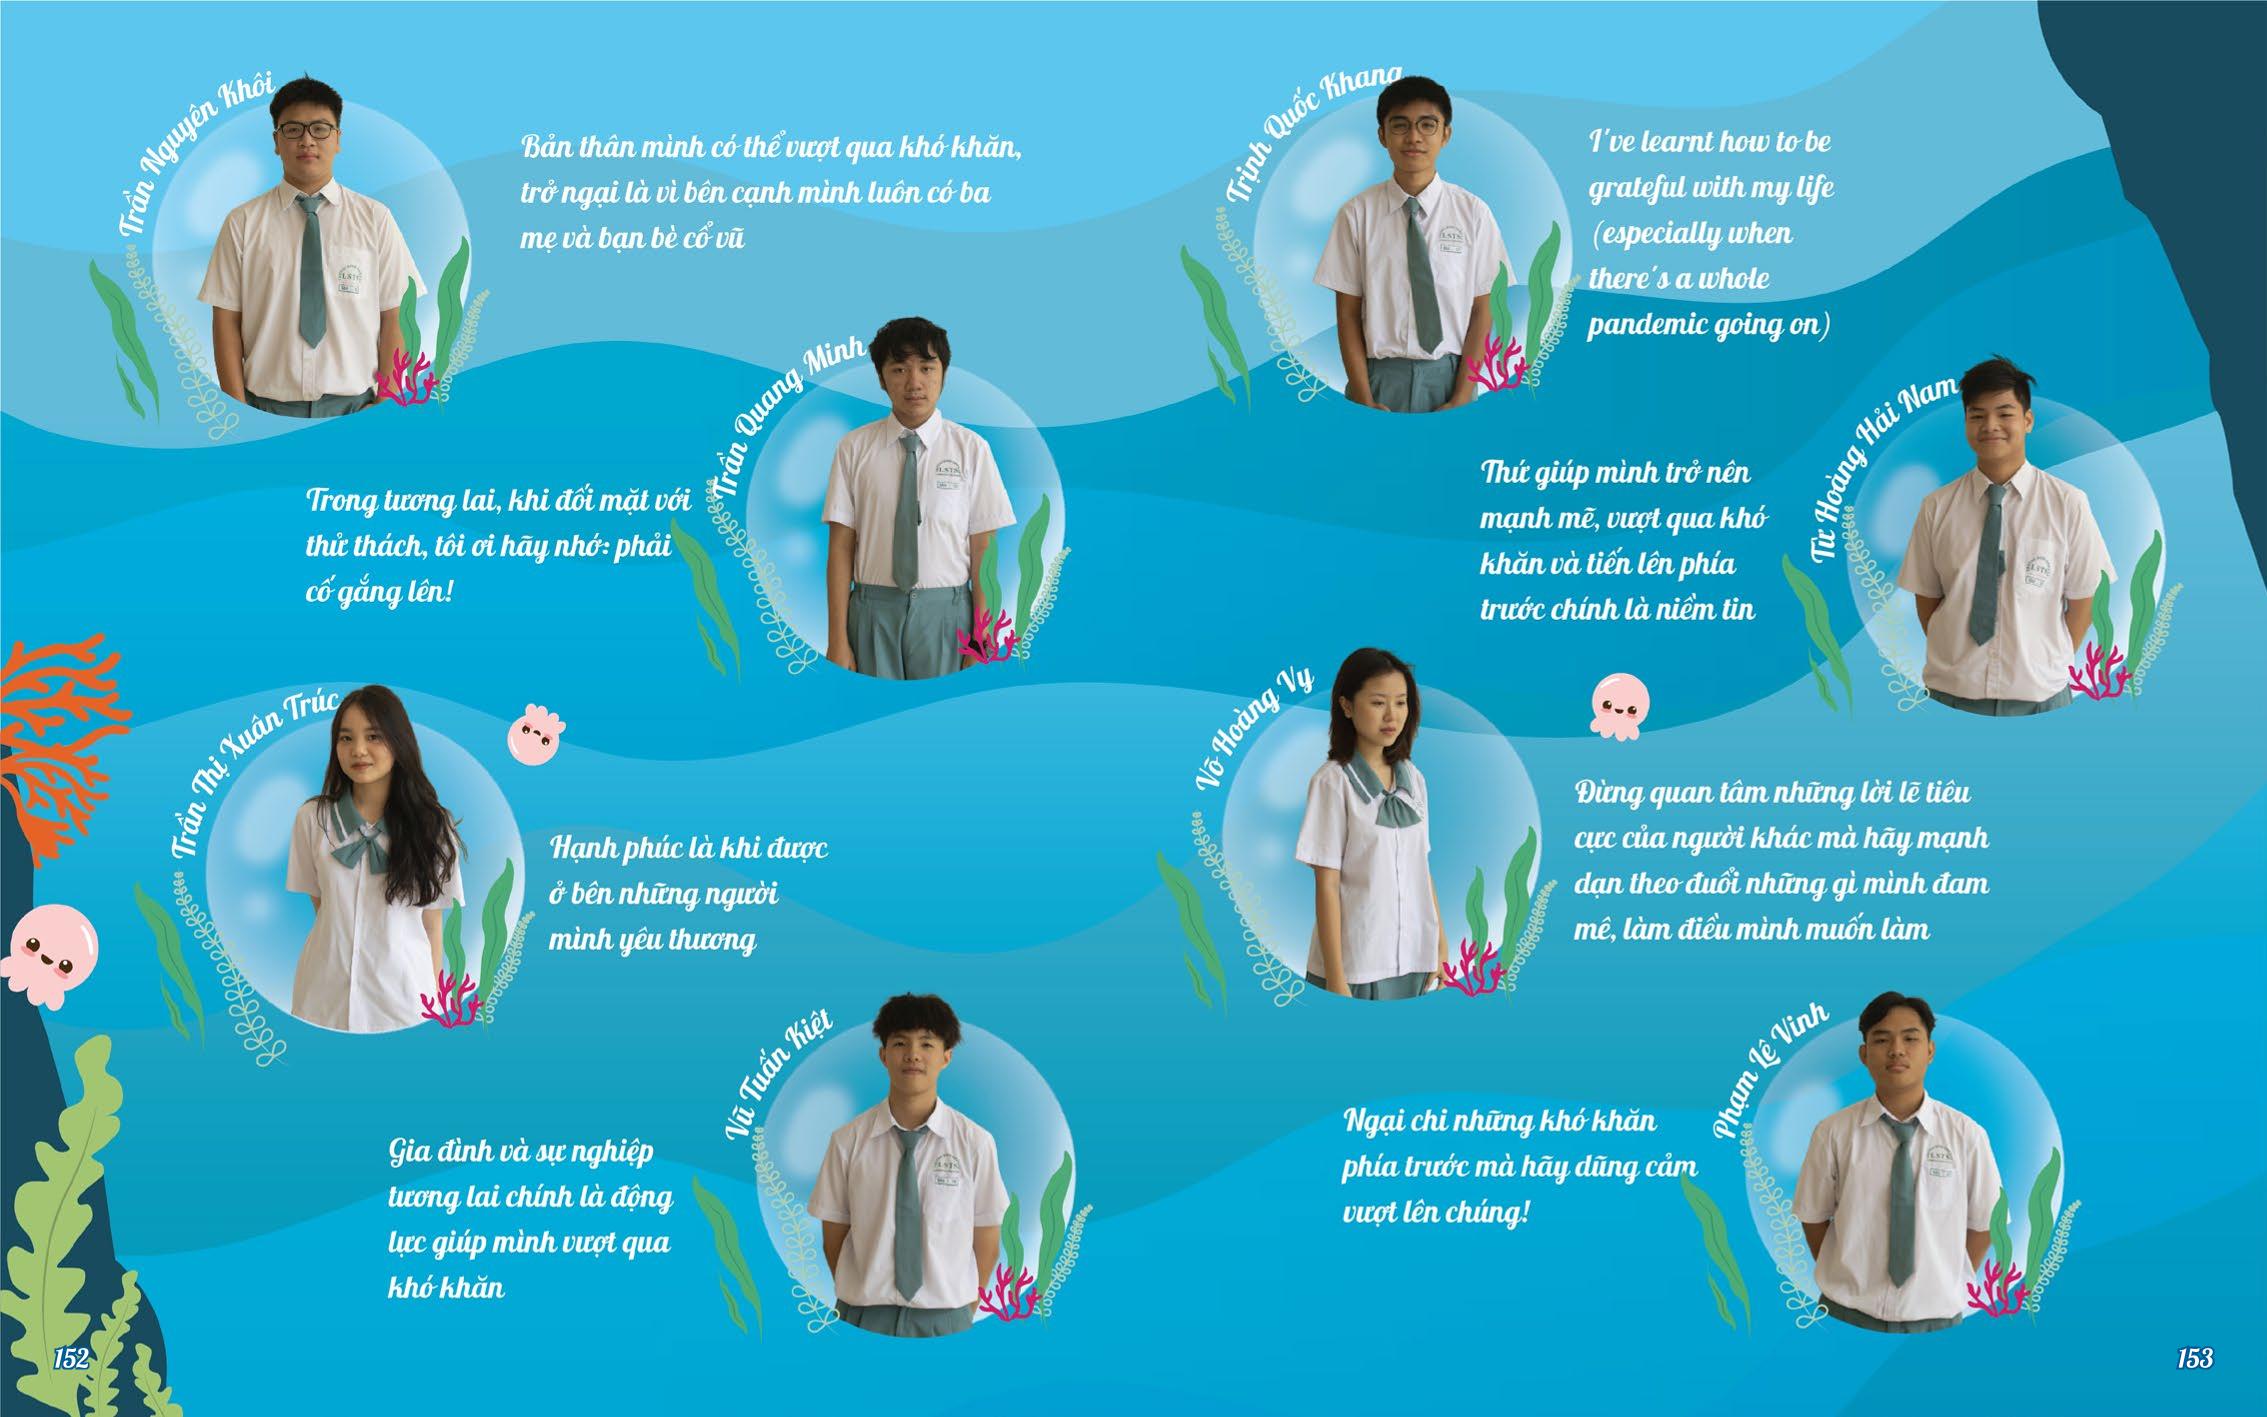 Trần Nguyên Khôi
Bản thân mình có thể vượt qua khó khăn,
trở ngại là vì bên cạnh mình luôn có ba
mẹ và bạn bè cổ vũ
LSTS
Trần Quang Minh
Trong tương lai, khi đối mặt với
thử thách, tôi ơi hãy nhớ: phải
cố gắng lên!
LSTS
Trần Thị Xuân Trúc
Hạnh phúc là khi được
ở bên những người
mình yêu thương
Vũ Tuấn Kiệt
Gia đình và sự nghiệp
tương lai chính là động
lực giúp mình vượt qua
khó khăn
LSTS
152
Trịnh Quốc Khang
I've learnt how to be
grateful with my life
(especially when
there's a whole
pandemic going on)
LSTS
Từ Hoàng Hải Nam
Thứ giúp mình trở nên
mạnh mẽ, vượt qua khó
khăn và tiến lên phía
trước chính là niềm tin
LSTS
Võ Hoàng Vy
Đừng quan tâm những lời lẽ tiêu
cực của người khác mà hãy mạnh
dạn theo đuổi những gì mình đam
mê, làm điều mình muốn làm
Phạm Lê Vinh
Ngại chi những khó khăn
phía trước mà hãy dũng cảm
vượt lên chúng!
LSTS
153